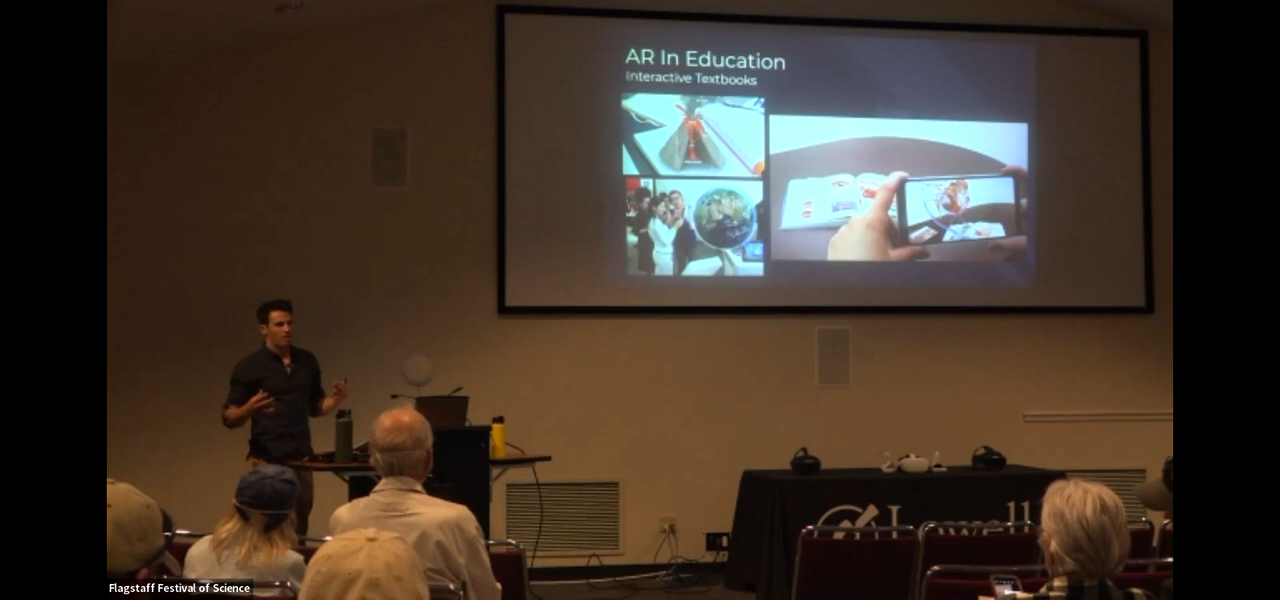 AR In Education
Interactive Textbooks
Flagstaff Festival of Science